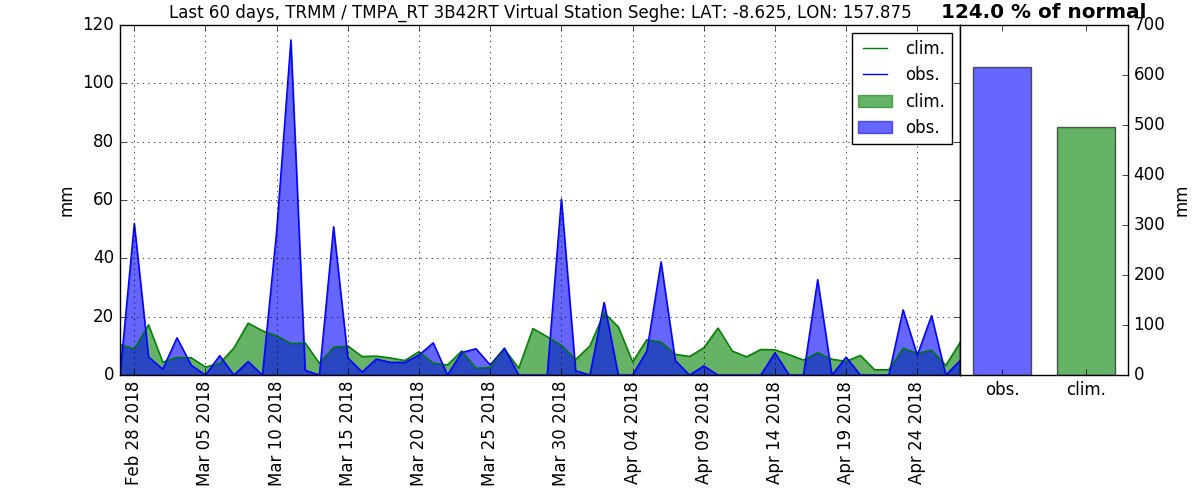 Last 60 days, TRMM / TMPA_RT 3B42RT Virtual Station Seghe: LAT: -8.625, LON: 157.875
124.0 % of normal
120
100
80
60
40
20
0
mm
clim.
obs.
clim.
obs.
700
600
500
400
300
200
100
0
mm
Feb 28 2018
Mar 05 2018
Mar 10 2018
Mar 15 2018
Mar 20 2018
Mar 25 2018
Mar 30 2018
Apr 04 2018
Apr 09 2018
Apr 14 2018
Apr 19 2018
Apr 24 2018
obs.
clim.